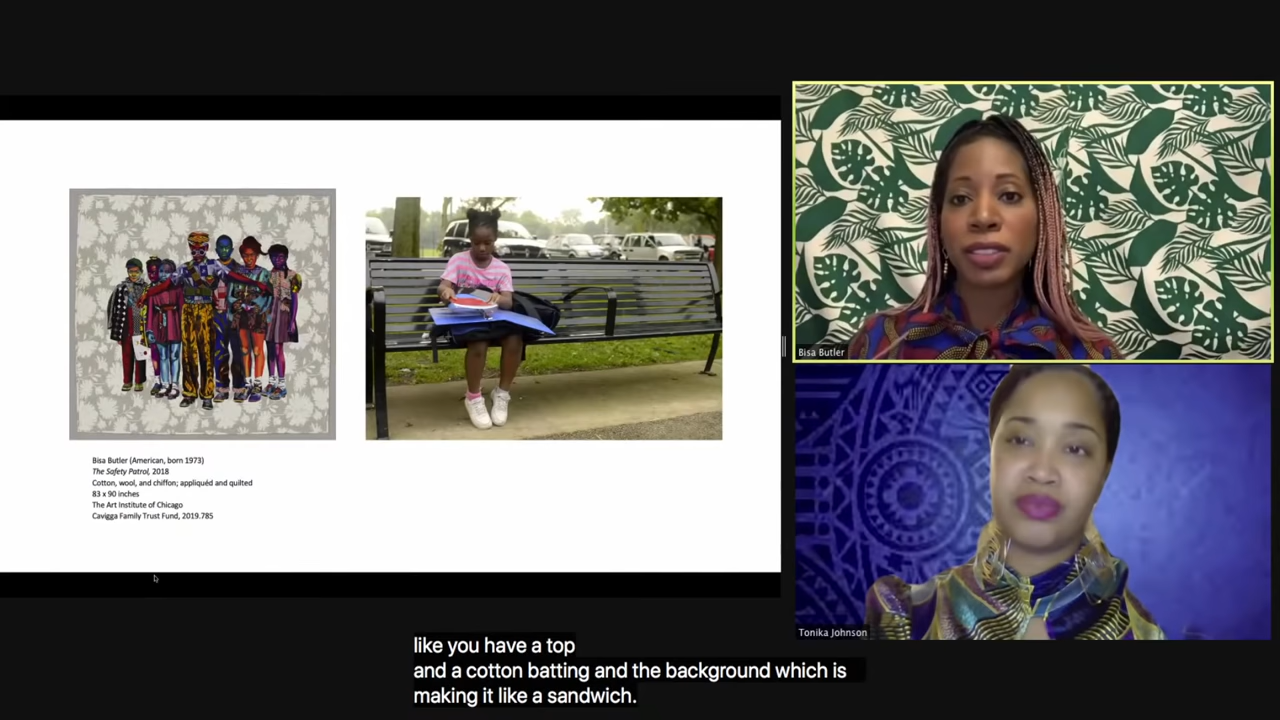 Bisa Butler (American, born 1973)
The Safety Patrol, 2018
Cotton, wool, and chiffon; appliquéd and quilted
83 x 90 inches
The Art Institute of Chicago
Cavigga Family Trust Fund, 2019.785
Bisa Butler
Tonika Johnson
like you have a top
and a cotton batting and the background which is
making it like a sandwich.